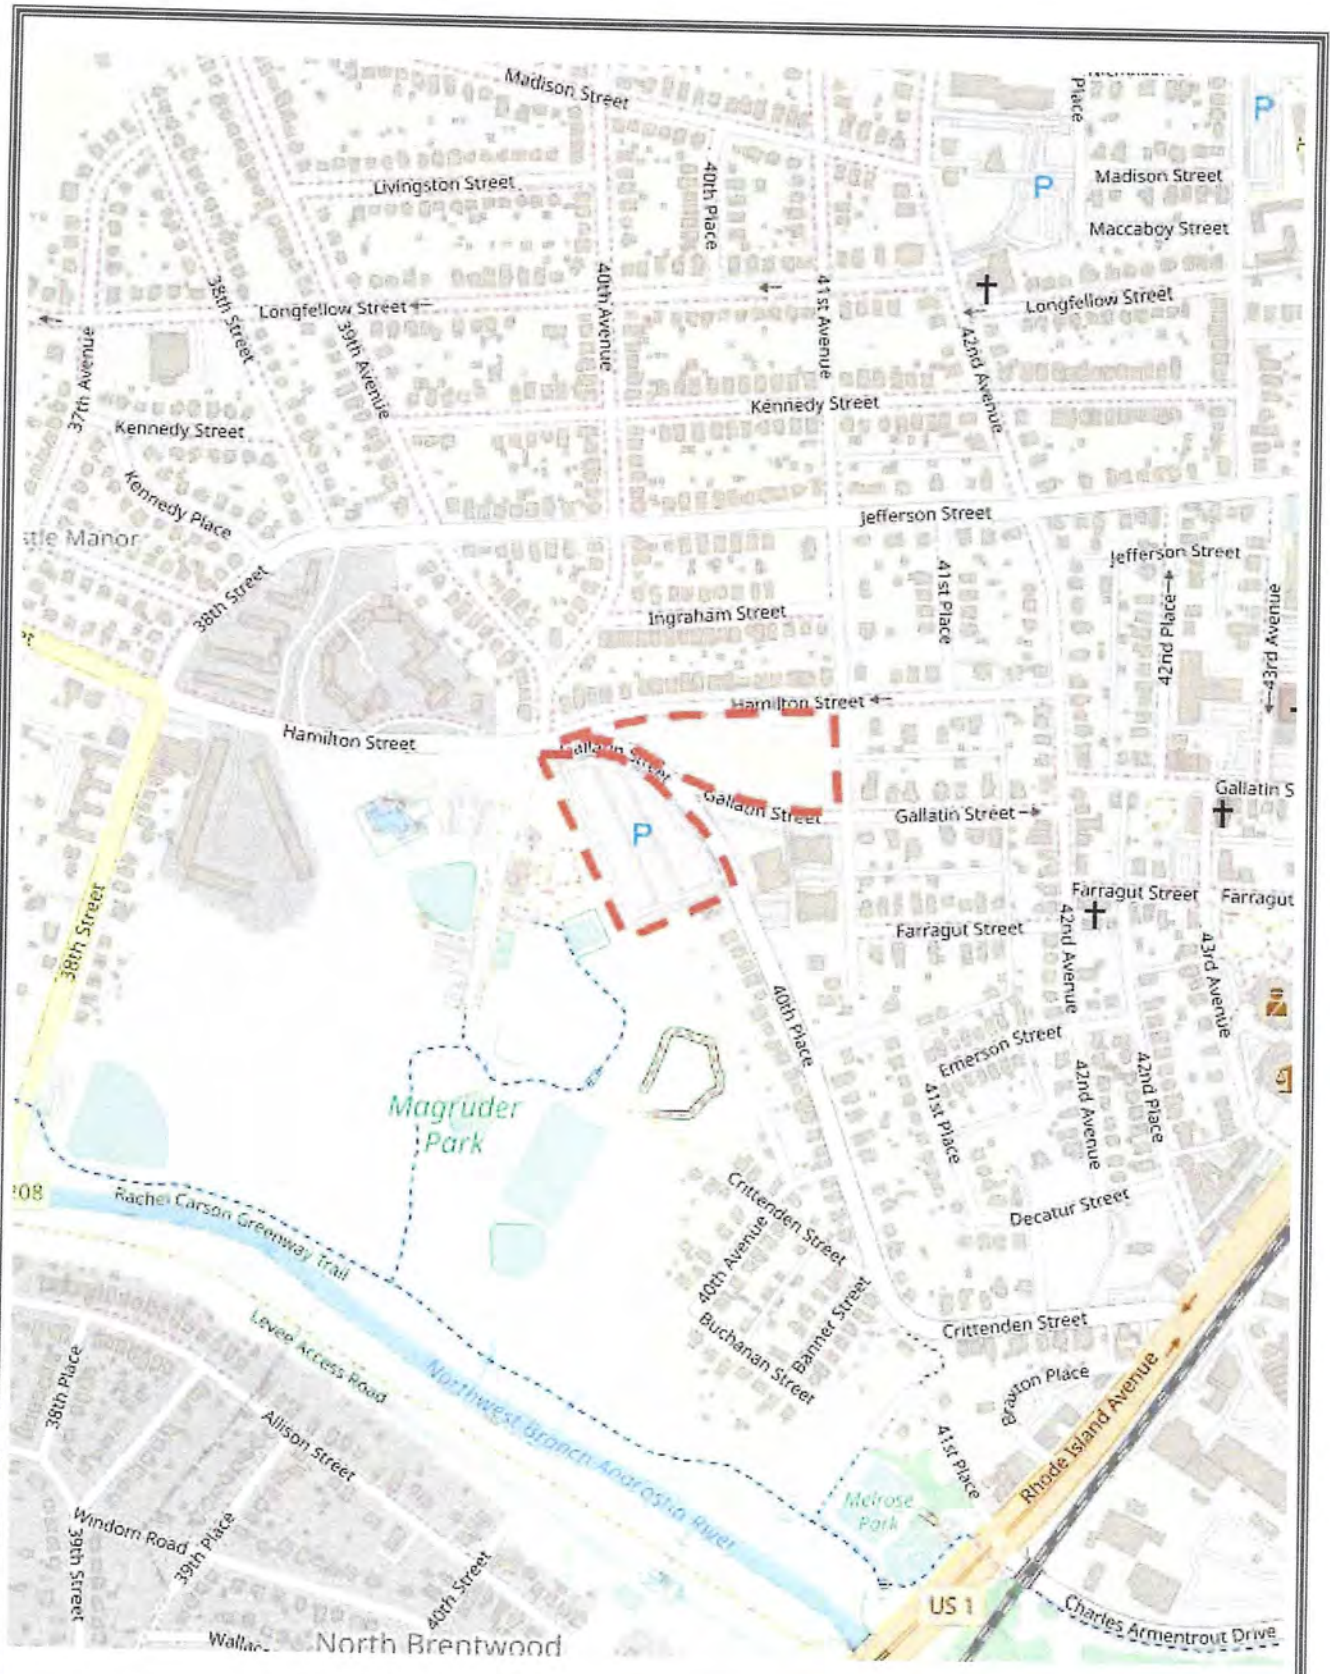 Madison Street
Place
P
Livingston Street
40th Place
P
Madison Street
Maccaboy Street
38th Street
Longfellow Street
40th Avenue
41st Avenue
Longfellow Street
37th Avenue
39th Avenue
42nd Avenue
Kennedy Street
Kennedy Street
Kennedy Place
Jefferson Street
stle Manor
Jefferson Street
38th Street
41st Place
Ingraham Street
42nd Place
43rd Avenue
Hamilton Street
Hamilton Street
Gallatin Street
Gallatin Street
Gallatin Street
Gallatin S
P
38th Street
Farragut Street
Farragut
Farragut Street
42nd Avenue
43rd Avenue
40th Place
Emerson Street
41st Place
42nd Avenue
42nd Place
Magruder
Park
208
Rachel Carson Greenway Trail
Crittenden Street
Decatur Street
40th Avenue
Banner Street
Buchanan Street
Crittenden Street
Levee Access Road
Northwest Branch Anacostia River
Braxton Place
Rhode Island Avenue
38th Place
Allison Street
41st Place
Melrose
Park
Windom Road
39th Place
39th Street
40th Street
US 1
Charles Armentrout Drive
North Brentwood